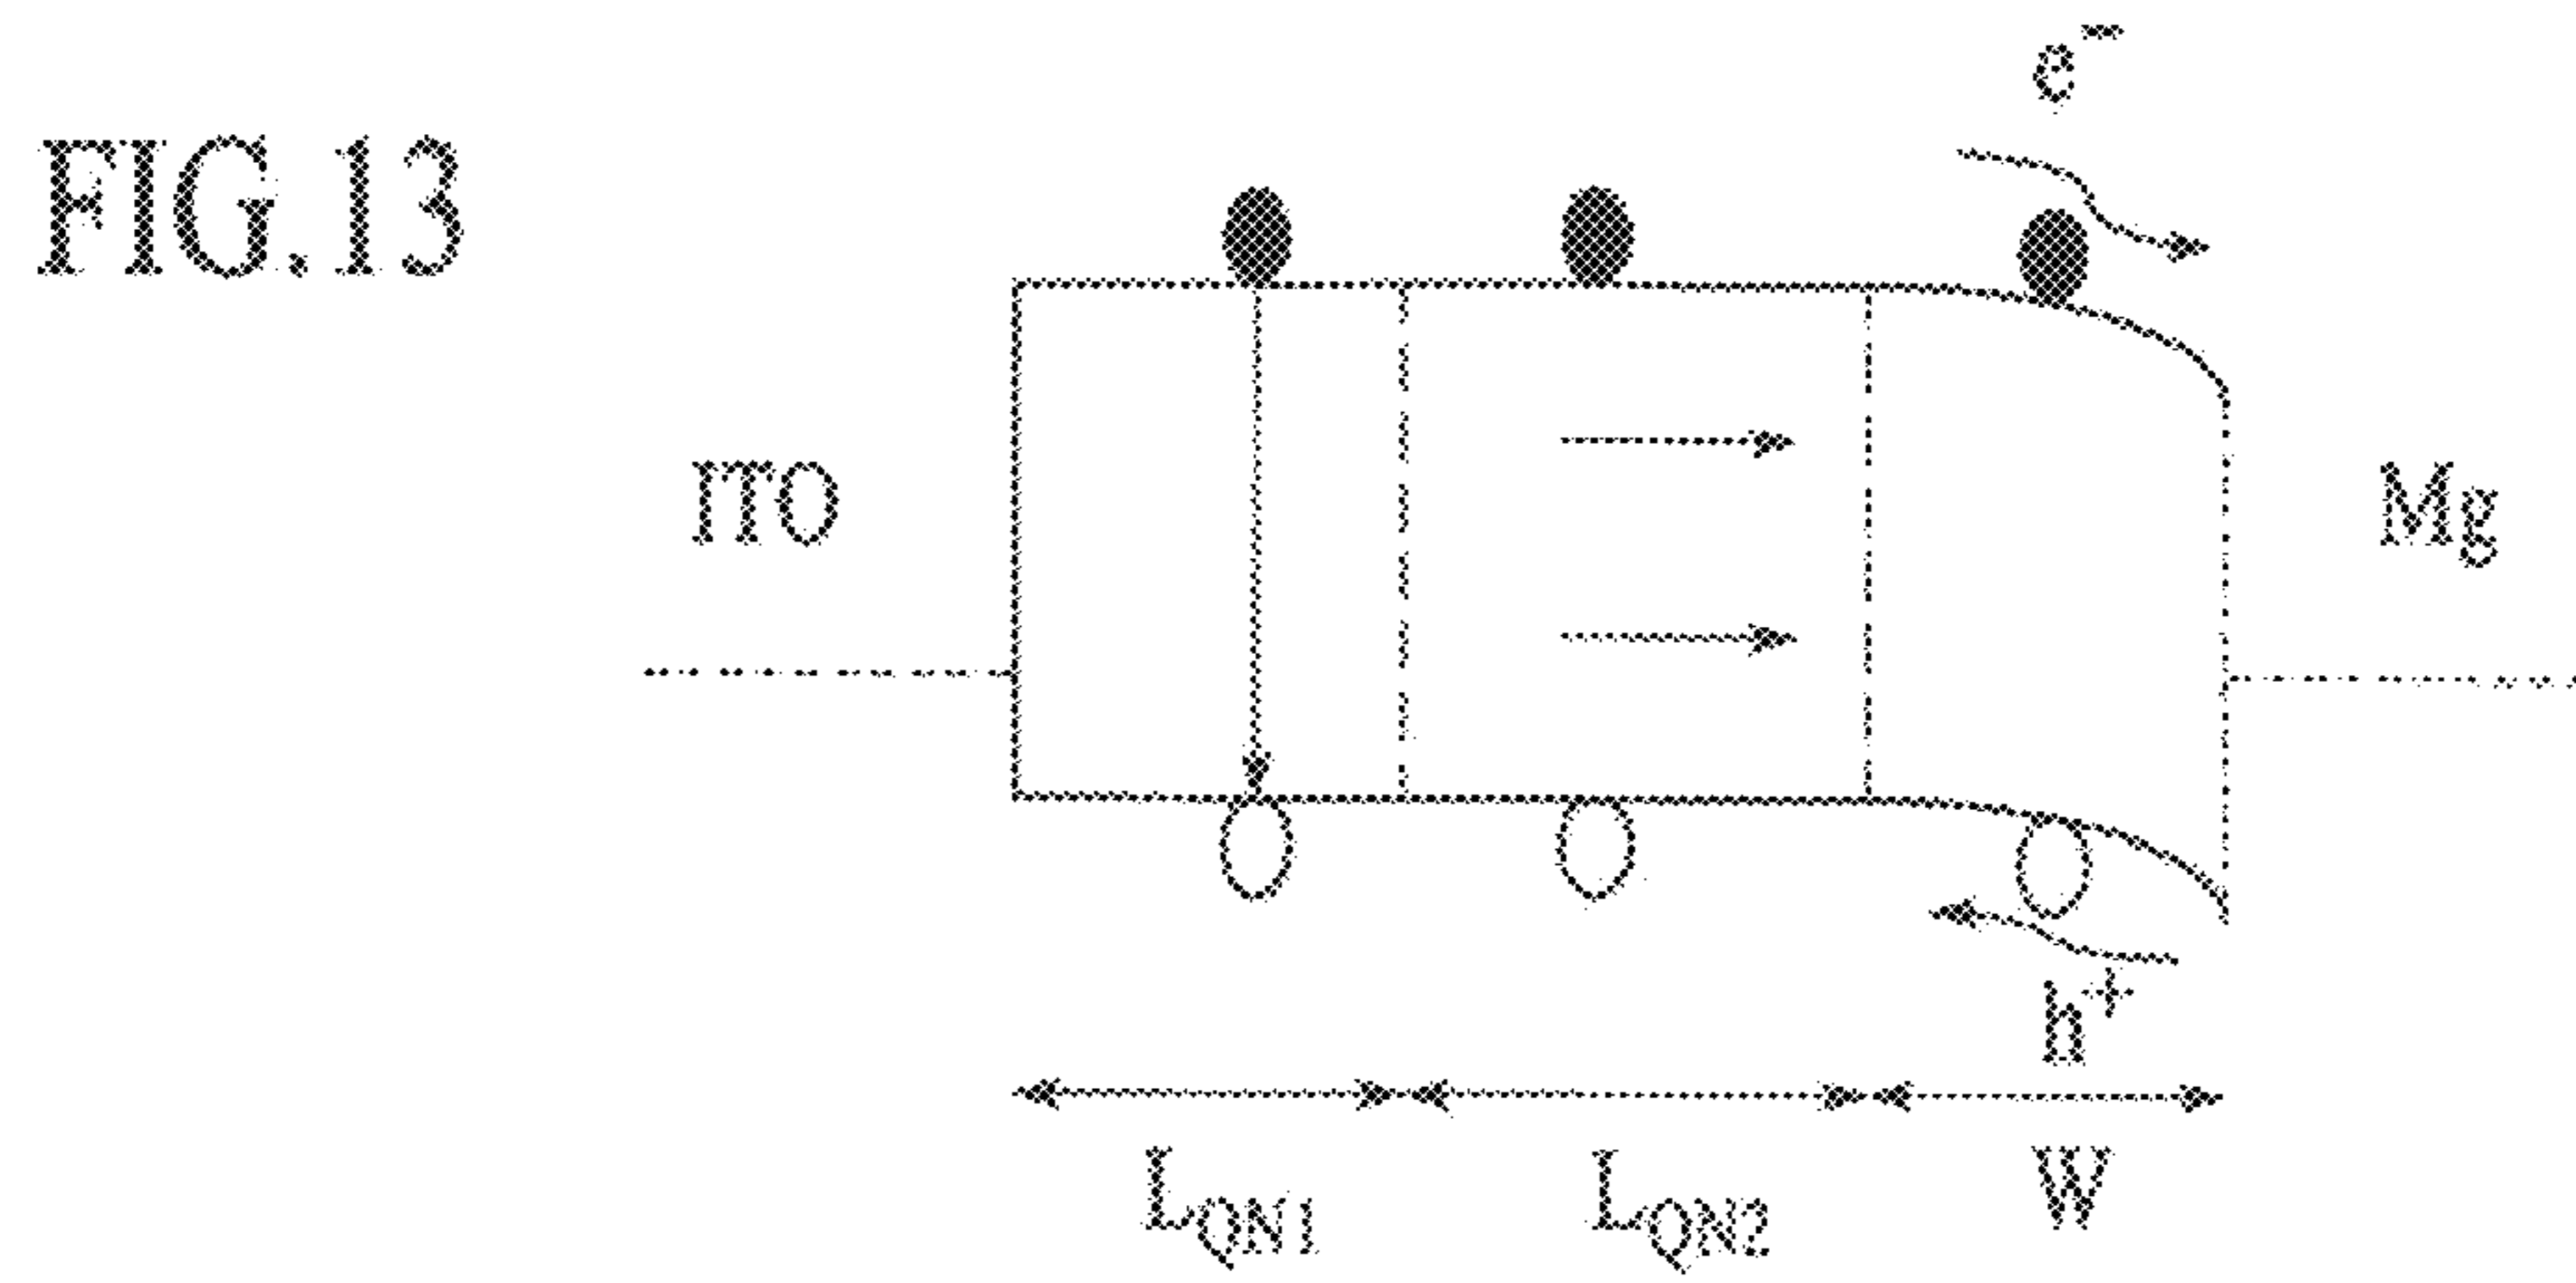 FIG.13
e⁻
ITO
Mg
h⁺
L_QN1 L_QN2 W